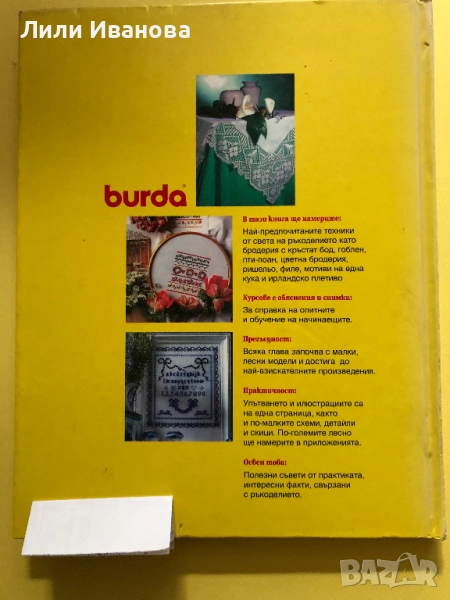 Лили Иванова
burda
В тази книга ще намерите:
Най-предпочитаните техники
от света на ръкоделието като
бродерия с кръстат бод, гоблен,
пти-поан, цветна бродерия,
ришельо, филе, мотиви на една
кука и ирландско плетиво
Курсове с обяснения и снимки:
За справка на опитните
и обучение на начинаещите.
Прегледност:
Всяка глава започва с малки,
лесни модели и достига до
най-взискателните произведения.
Практичност:
Упътването и илюстрациите са
на една страница, както
и по-малките схеми, детайли
и скици. По-големите лесно
ще намерите в приложенията.
Освен това:
Полезни съвети от практиката,
интересни факти, свързани
с ръкоделието.
BAZAR